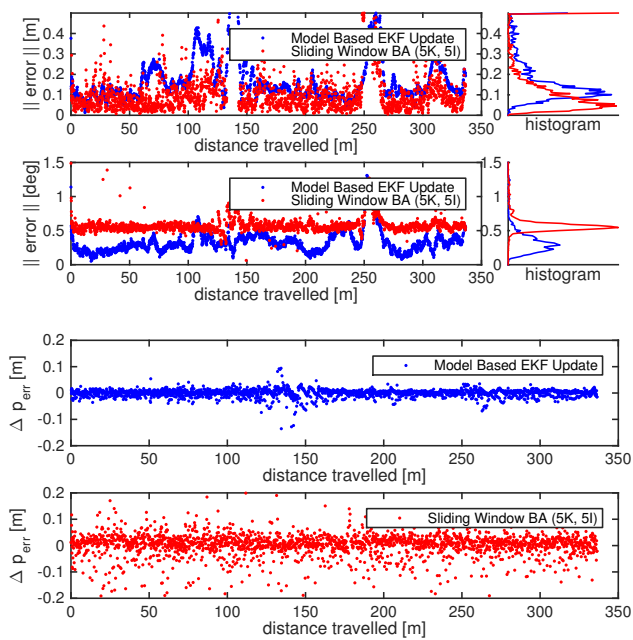 || error || [m]
0.5
0.4
0.3
0.2
0.1
0
Model Based EKF Update
Sliding Window BA (5K, 5I)
0 50 100 150 200 250 300 350
distance travelled [m]
0.4
0.3
0.2
0.1
0
histogram
|| error || [deg]
1.5
1
0.5
0
Model Based EKF Update
Sliding Window BA (5K, 5I)
0 50 100 150 200 250 300 350
distance travelled [m]
1.5
1
0.5
0
histogram
Δ p_err [m]
0.2
0.1
0
-0.1
-0.2
Model Based EKF Update
0 50 100 150 200 250 300 350
distance travelled [m]
Δ p_err [m]
0.2
0.1
0
-0.1
-0.2
Sliding Window BA (5K, 5I)
0 50 100 150 200 250 300 350
distance travelled [m]